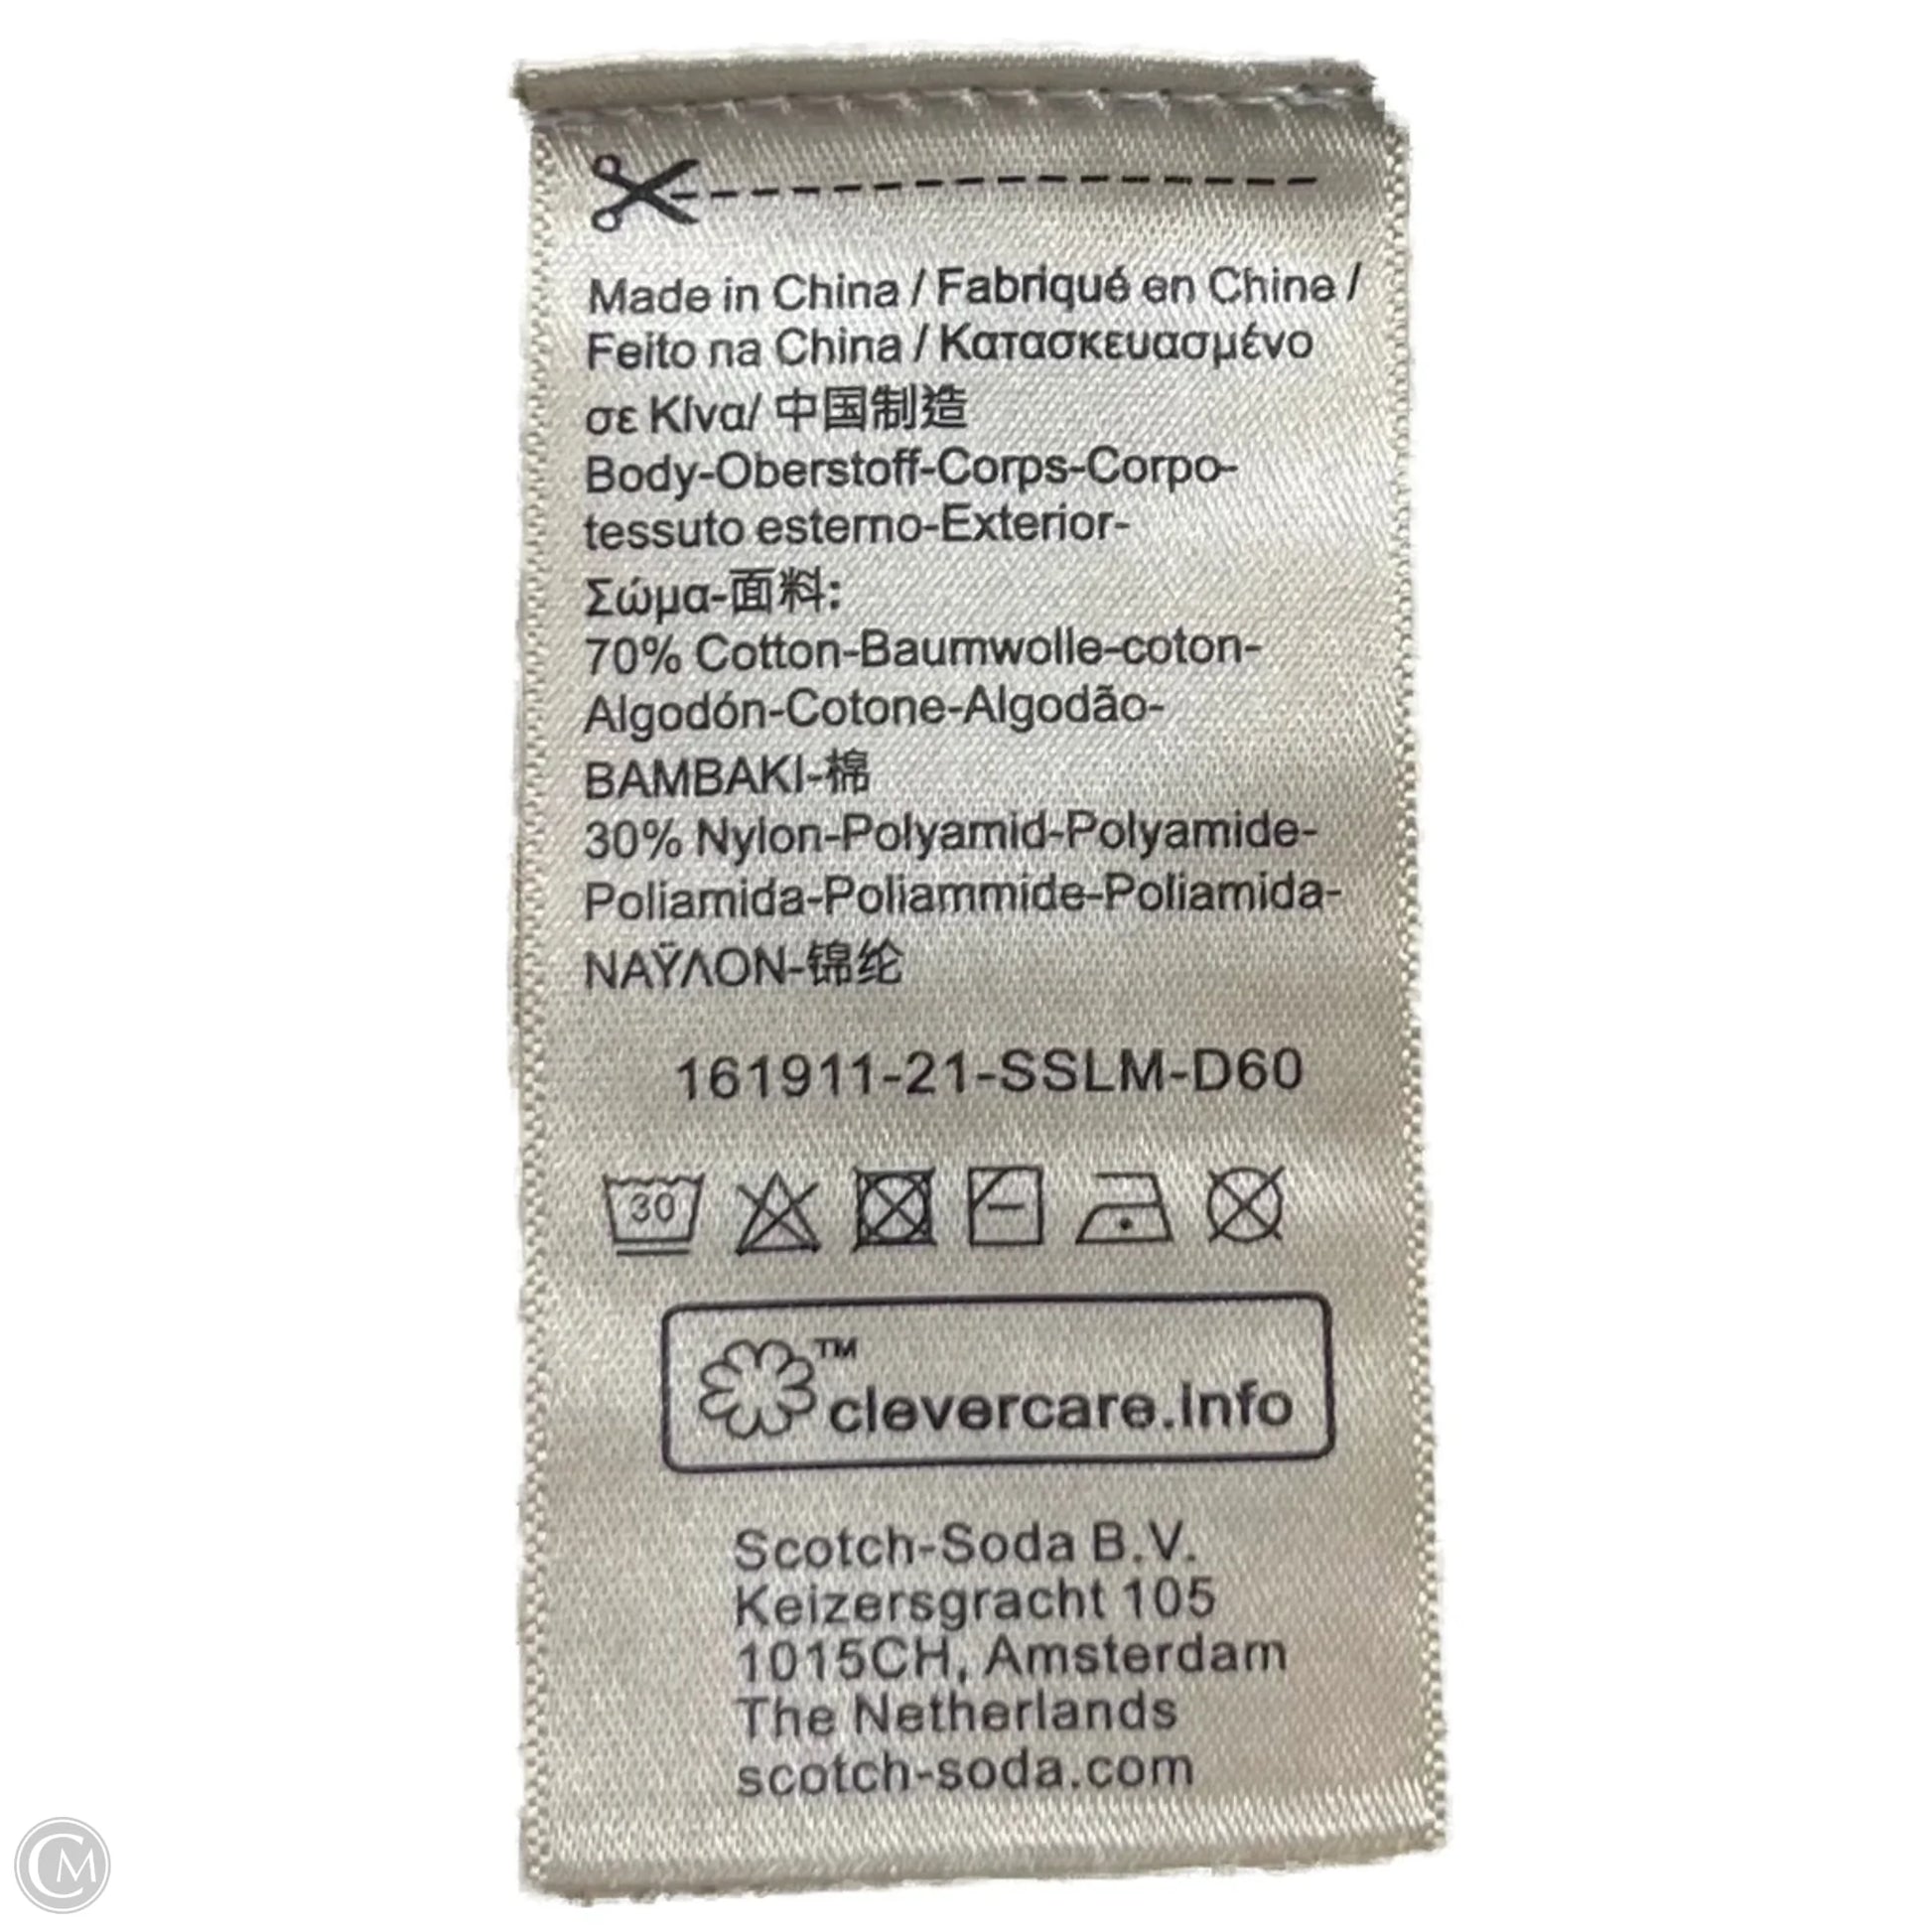 Made in China / Fabriqué en Chine /
Feito na China / Κατασκευασμένο
σε Κίνα/ 中国制造
Body-Oberstoff-Corps-Corpo-
tessuto esterno-Exterior-
Σώμα-面料:
70% Cotton-Baumwolle-coton-
Algodón-Cotone-Algodão-
BAMBAKI-棉
30% Nylon-Polyamid-Polyamide-
Poliamida-Poliammide-Poliamida-
ΝΑΫΛΟΝ-锦纶
161911-21-SSLM-D60
30
TM
clevercare.info
Scotch-Soda B.V.
Keizersgracht 105
1015CH, Amsterdam
The Netherlands
scotch-soda.com
CM